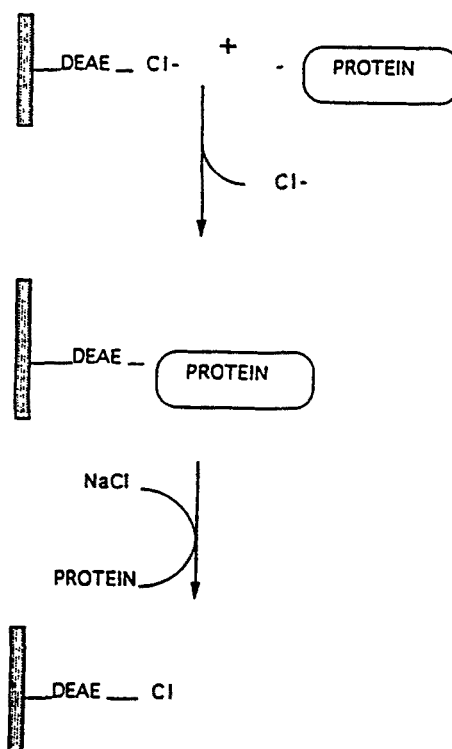 DEAE Cl- + - PROTEIN
Cl-
DEAE PROTEIN
NaCl
PROTEIN
DEAE Cl